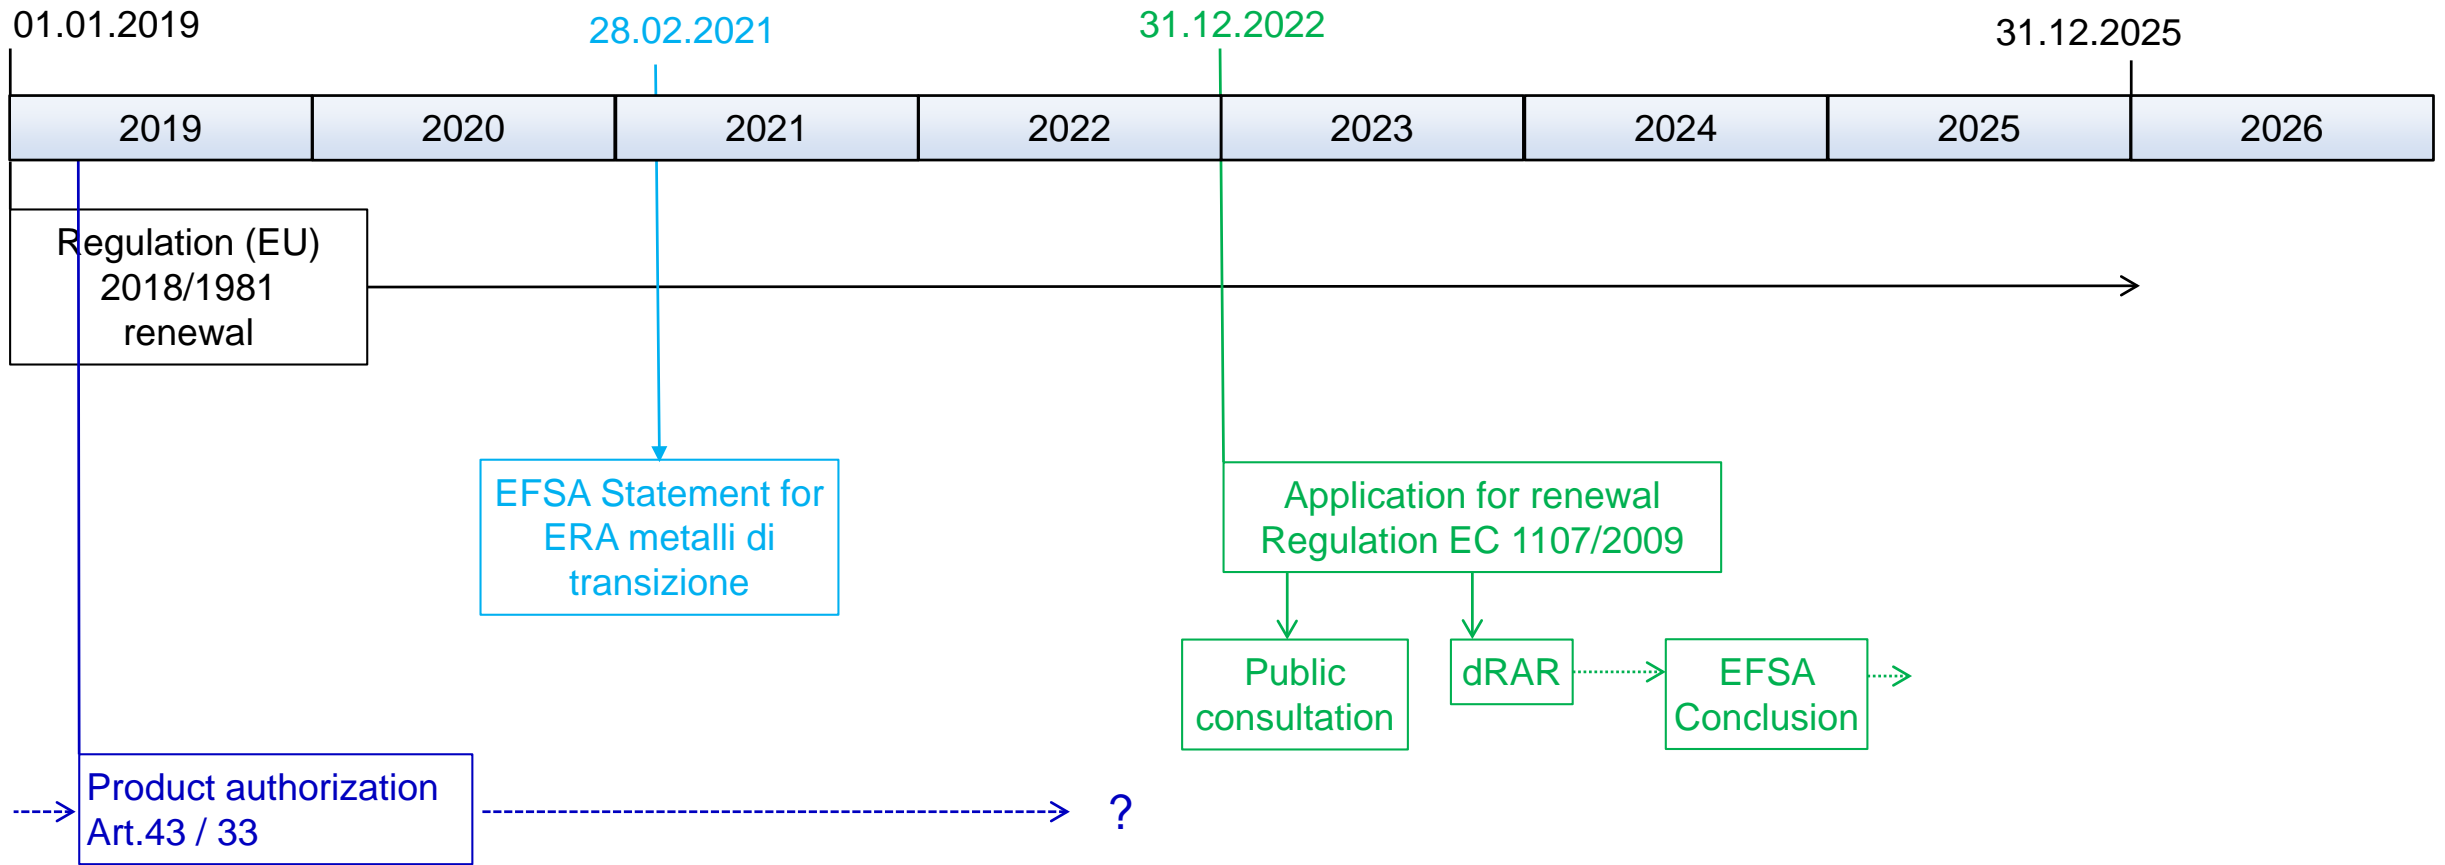 01.01.2019
28.02.2021
31.12.2022
31.12.2025
2019
2020
2021
2022
2023
2024
2025
2026
Regulation (EU)
2018/1981
renewal
EFSA Statement for
ERA metalli di
transizione
Application for renewal
Regulation EC 1107/2009
Public
consultation
dRAR
EFSA
Conclusion
Product authorization
Art.43 / 33
?